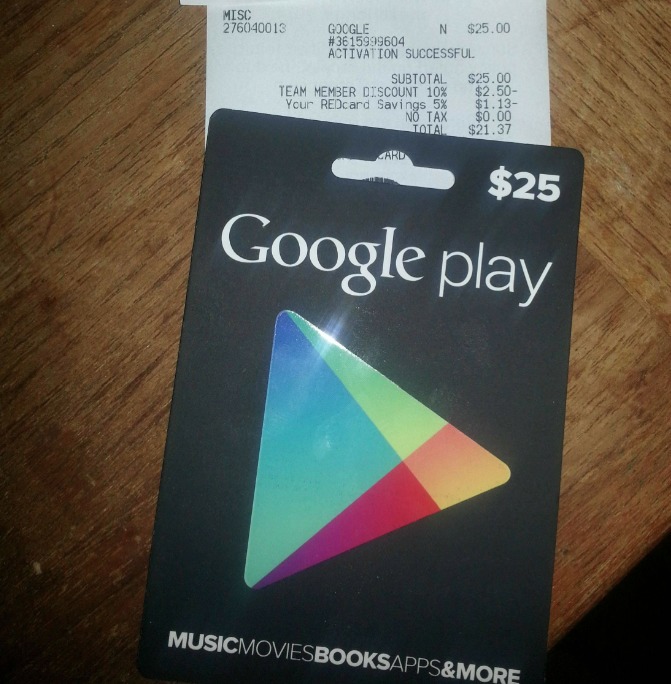 MISC
276040013 GOOGLE N $25.00
#3615999604
ACTIVATION SUCCESSFUL
SUBTOTAL $25.00
TEAM MEMBER DISCOUNT 10% $2.50-
Your REDcard Savings 5% $1.13-
NO TAX $0.00
TOTAL $21.37
CARD
$25
Google play
MUSICMOVIESBOOKSAPPS&MORE